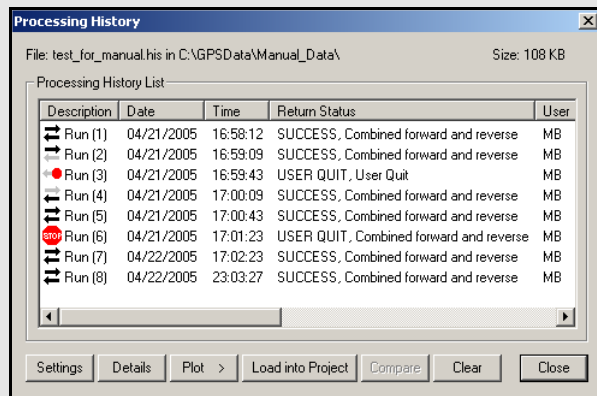 Processing History
File: test_for_manual.his in C:\GPSData\Manual_Data\ Size: 108 KB
Processing History List
Description Date Time Return Status User
Run (1) 04/21/2005 16:58:12 SUCCESS, Combined forward and reverse MB
Run (2) 04/21/2005 16:59:09 SUCCESS, Combined forward and reverse MB
Run (3) 04/21/2005 16:59:43 USER QUIT, User Quit MB
Run (4) 04/21/2005 17:00:09 SUCCESS, Combined forward and reverse MB
Run (5) 04/21/2005 17:00:43 SUCCESS, Combined forward and reverse MB
STOP Run (6) 04/21/2005 17:01:23 USER QUIT, Combined forward and reverse MB
Run (7) 04/22/2005 17:02:23 SUCCESS, Combined forward and reverse MB
Run (8) 04/22/2005 23:03:27 SUCCESS, Combined forward and reverse MB
Settings Details Plot > Load into Project Compare Clear Close